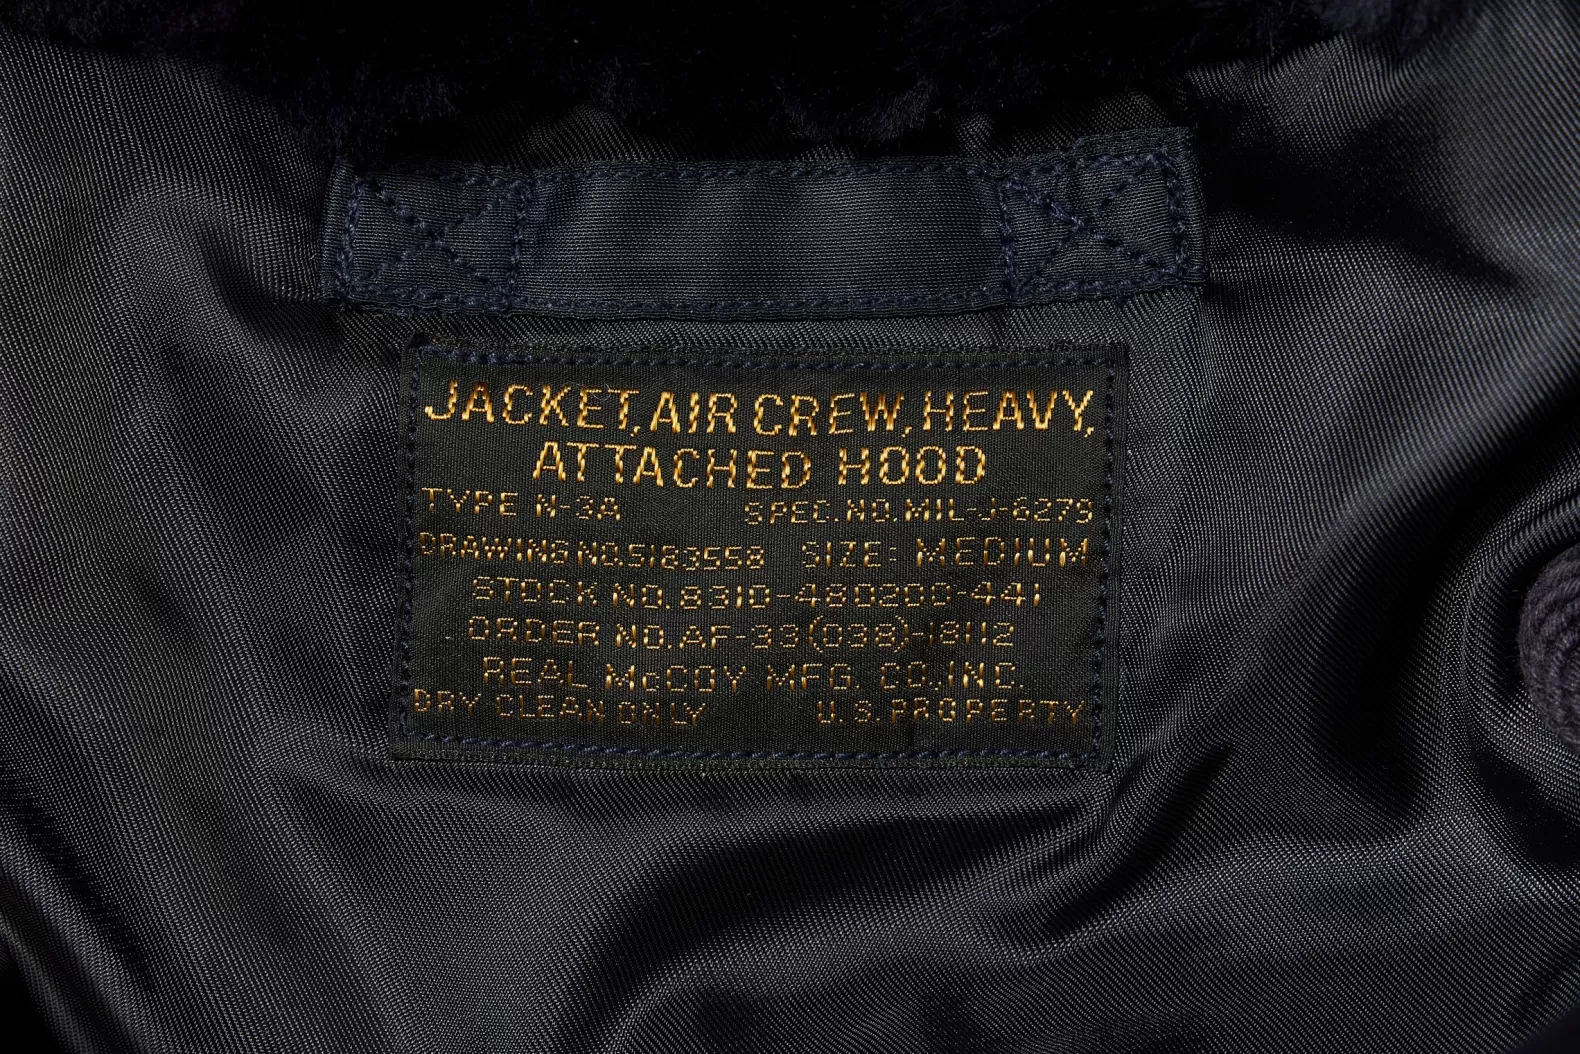 JACKET, AIR CREW, HEAVY,
ATTACHED HOOD
TYPE N-3A SPEC. NO. MIL-J-6279
DRAWING NO. 5183558 SIZE: MEDIUM
STOCK NO. 8310-480200-441
ORDER NO. AF-33(038)-18112
REAL McCOY MFG. CO., INC.
DRY CLEAN ONLY U.S. PROPERTY